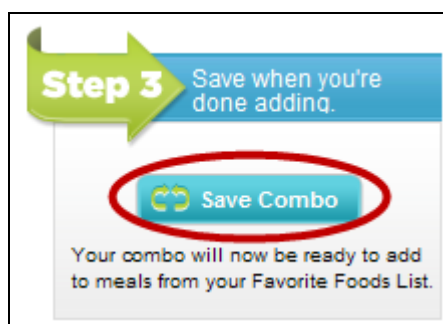 Step 3
Save when you're
done adding.
Save Combo
Your combo will now be ready to add
to meals from your Favorite Foods List.